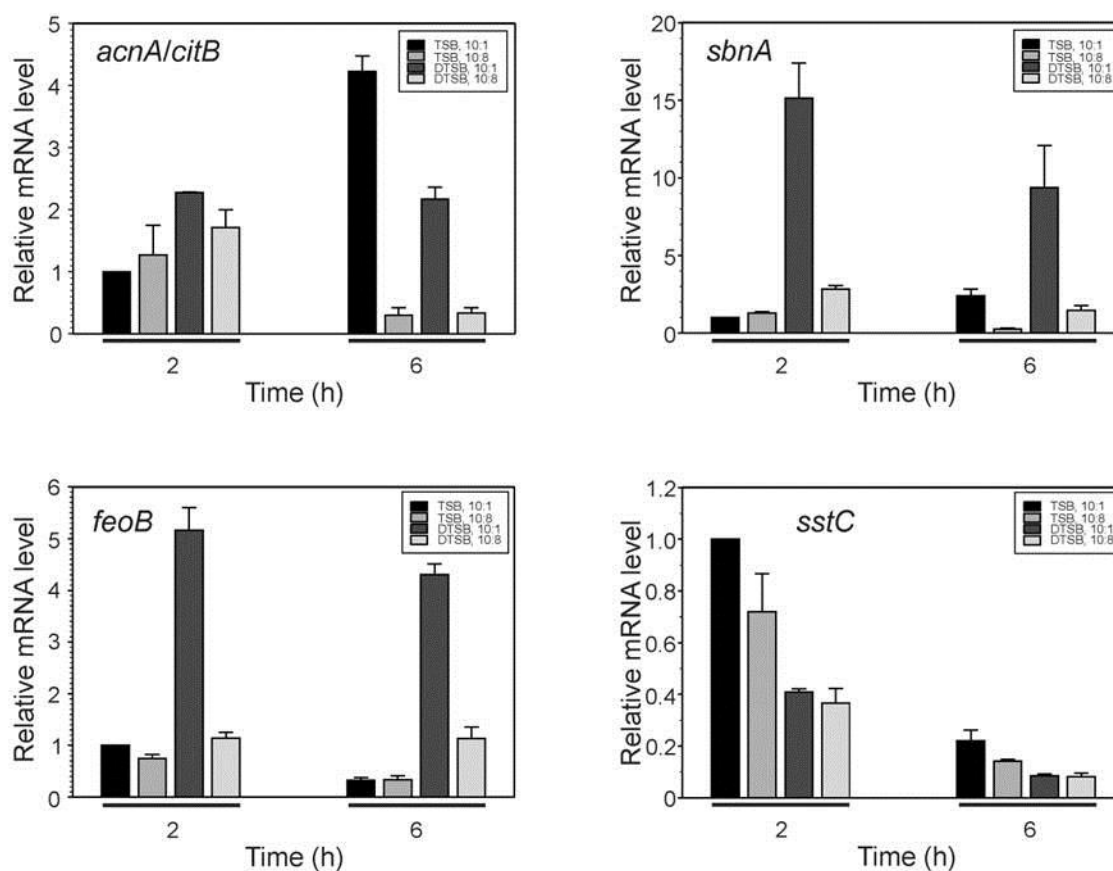 acnA/citB
Relative mRNA level
5
4
3
2
1
0
TSB, 10:1
TSB, 10:8
DTSB, 10:1
DTSB, 10:8
2
6
Time (h)
sbnA
Relative mRNA level
20
15
10
5
0
TSB, 10:1
TSB, 10:8
DTSB, 10:1
DTSB, 10:8
2
6
Time (h)
feoB
Relative mRNA level
6
5
4
3
2
1
0
TSB, 10:1
TSB, 10:8
DTSB, 10:1
DTSB, 10:8
2
6
Time (h)
sstC
Relative mRNA level
1.2
1.0
0.8
0.6
0.4
0.2
0
TSB, 10:1
TSB, 10:8
DTSB, 10:1
DTSB, 10:8
2
6
Time (h)